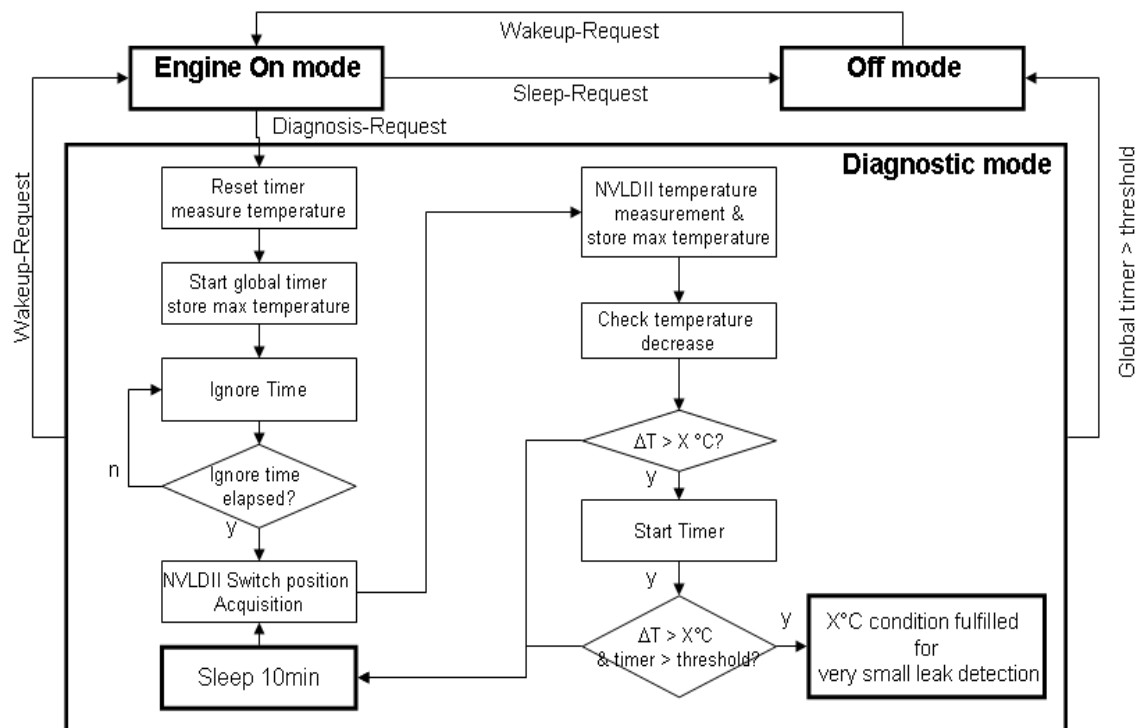 Wakeup-Request
Engine On mode
Off mode
Sleep-Request
Diagnosis-Request
Diagnostic mode
Wakeup-Request
Global timer > threshold
Reset timer
measure temperature
Start global timer
store max temperature
Ignore Time
n
Ignore time
elapsed?
y
NVLDII Switch position
Acquisition
Sleep 10min
NVLDII temperature
measurement &
store max temperature
Check temperature
decrease
ΔT > X °C?
y
Start Timer
y
ΔT > X°C
& timer > threshold?
y
X°C condition fulfilled
for
very small leak detection